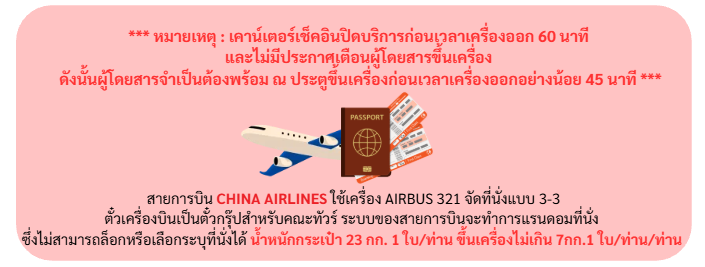 *** หมายเหตุ : เคาน์เตอร์เช็คอินปิดบริการก่อนเวลาเครื่องออก 60 นาที
และไม่มีประกาศเตือนผู้โดยสารขึ้นเครื่อง
ดังนั้นผู้โดยสารจำเป็นต้องพร้อม ณ ประตูขึ้นเครื่องก่อนเวลาเครื่องออกอย่างน้อย 45 นาที ***
PASSPORT
สายการบิน CHINA AIRLINES ใช้เครื่อง AIRBUS 321 จัดที่นั่งแบบ 3-3
ตั๋วเครื่องบินเป็นตั๋วกรุ๊ปสำหรับคณะทัวร์ ระบบของสายการบินจะทำการแรนดอมที่นั่ง
ซึ่งไม่สามารถล็อกหรือเลือกระบุที่นั่งได้ น้ำหนักกระเป๋า 23 กก. 1 ใบ/ท่าน ขึ้นเครื่องไม่เกิน 7กก.1 ใบ/ท่าน/ท่าน